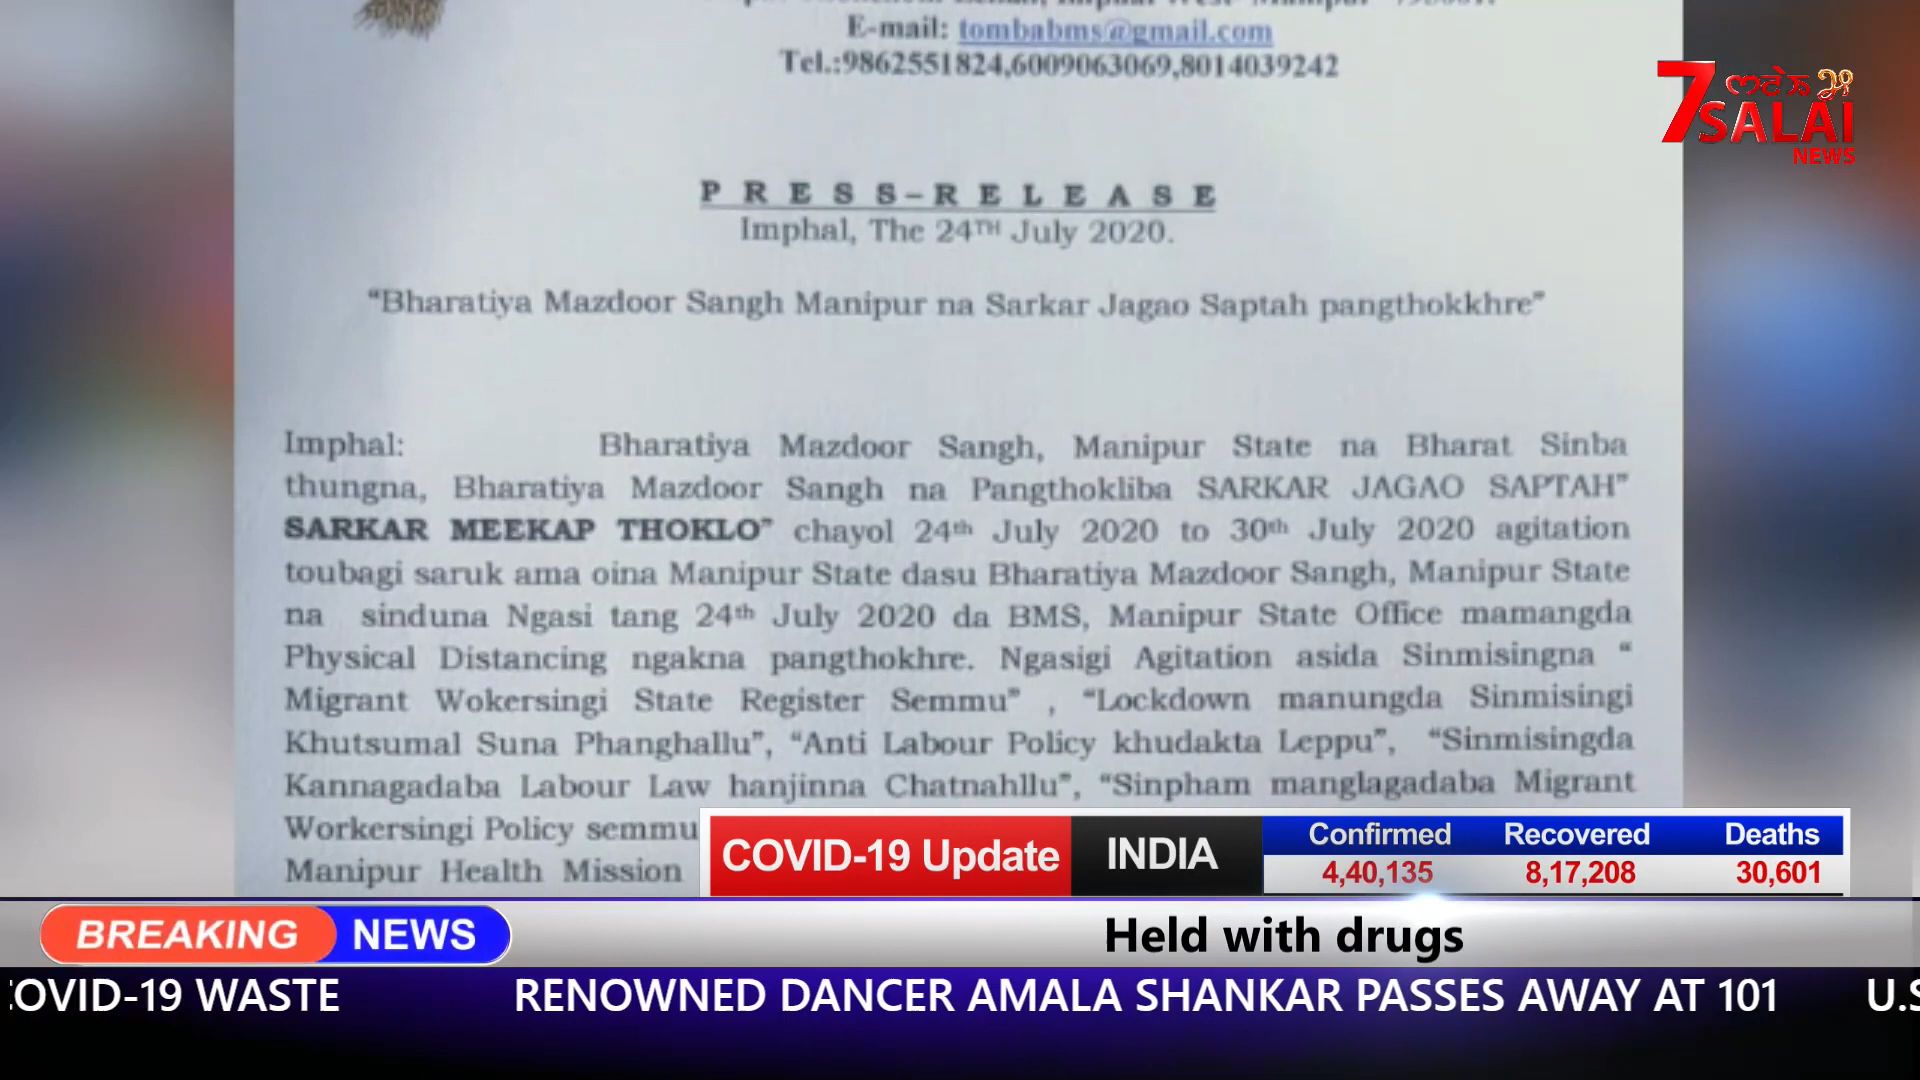 E-mail: tombabms@gmail.com
Tel.:9862551824,6009063069,8014039242
PRESS-RELEASE
Imphal, The 24TH July 2020.
“Bharatiya Mazdoor Sangh Manipur na Sarkar Jagao Saptah pangthokkhre”
Imphal: Bharatiya Mazdoor Sangh, Manipur State na Bharat Sinba
thungna, Bharatiya Mazdoor Sangh na Pangthokliba SARKAR JAGAO SAPTAH”
SARKAR MEEKAP THOKLO” chayol 24th July 2020 to 30th July 2020 agitation
toubagi saruk ama oina Manipur State dasu Bharatiya Mazdoor Sangh, Manipur State
na sinduna Ngasi tang 24th July 2020 da BMS, Manipur State Office mamangda
Physical Distancing ngakna pangthokhre. Ngasigi Agitation asida Sinmisingna “
Migrant Wokersingi State Register Semmu” , “Lockdown manungda Sinmisingi
Khutsumal Suna Phanghallu”, “Anti Labour Policy khudakta Leppu”, “Sinmisingda
Kannagadaba Labour Law hanjinna Chatnahllu”, “Sinpham manglagadaba Migrant
Workersingi Policy semmu
Manipur Health Mission
7 ꯁꯂꯥꯏ
SALAI
NEWS
COVID-19 Update INDIA
Confirmed Recovered Deaths
4,40,135 8,17,208 30,601
BREAKING NEWS
Held with drugs
COVID-19 WASTE RENOWNED DANCER AMALA SHANKAR PASSES AWAY AT 101 U.S